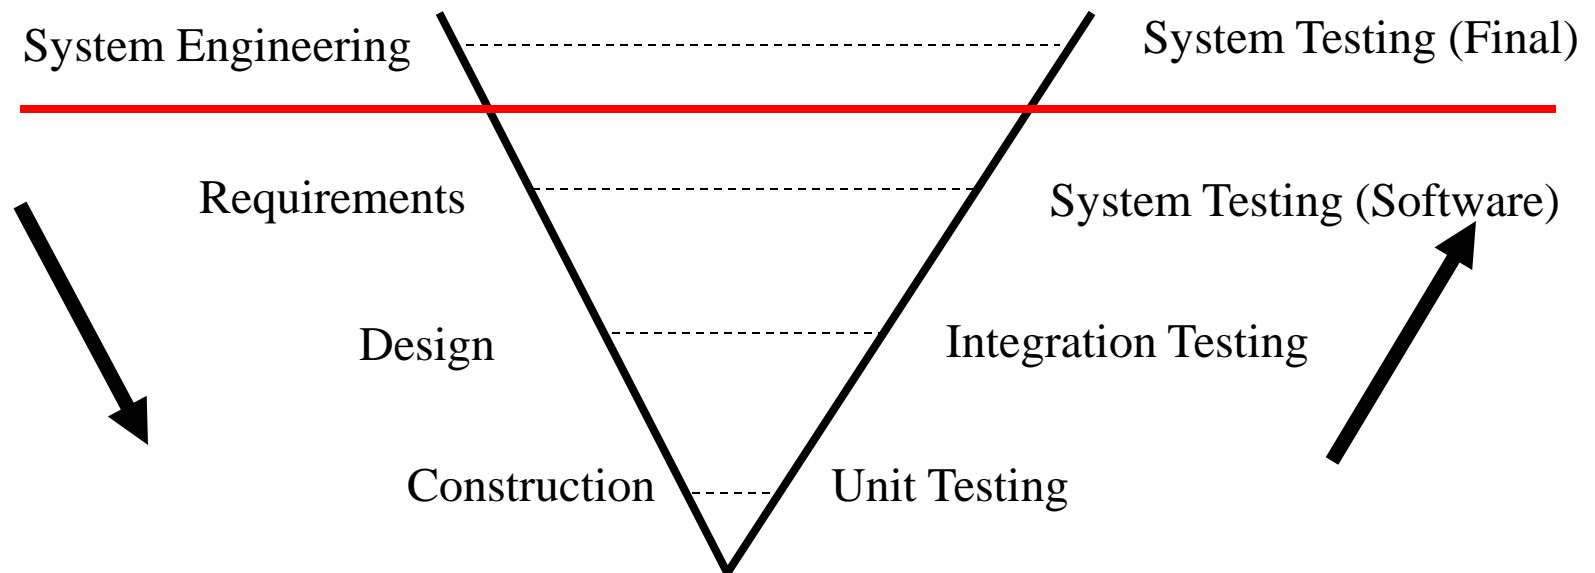 System Engineering
System Testing (Final)
Requirements
System Testing (Software)
Design
Integration Testing
Construction
Unit Testing